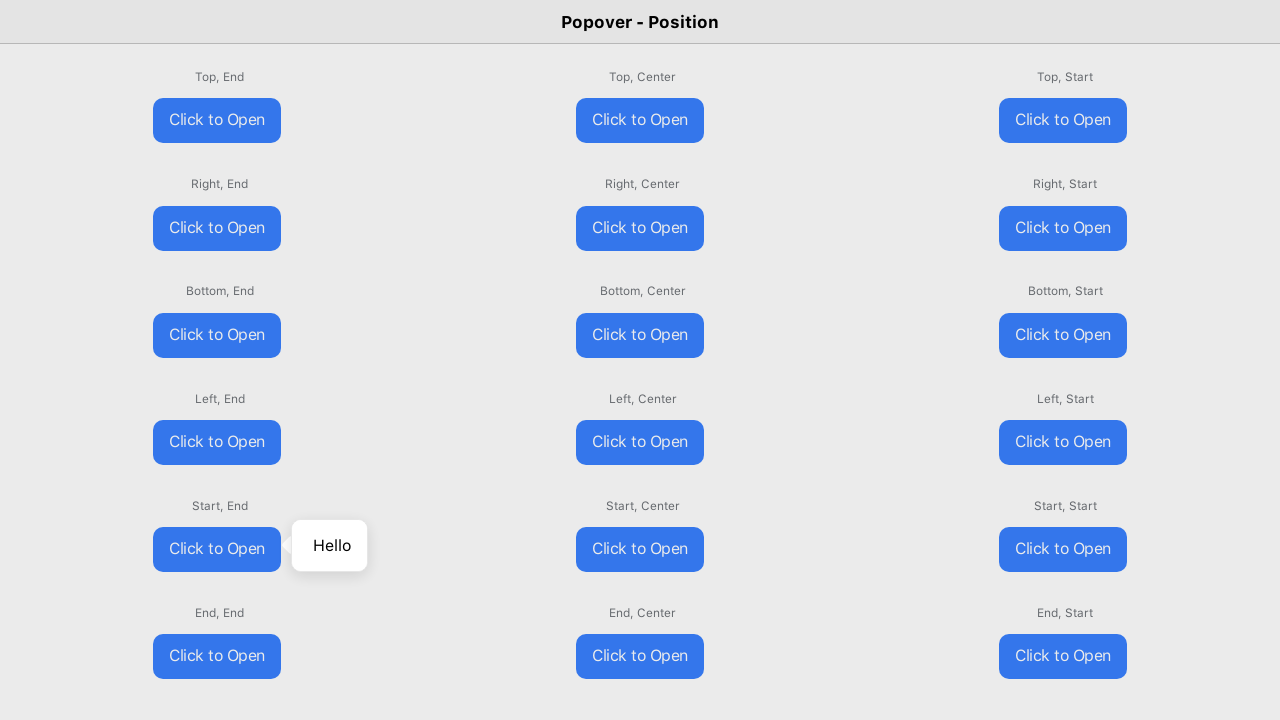 Popover - Position
Top, End
Top, Center
Top, Start
Click to Open
Click to Open
Click to Open
Right, End
Right, Center
Right, Start
Click to Open
Click to Open
Click to Open
Bottom, End
Bottom, Center
Bottom, Start
Click to Open
Click to Open
Click to Open
Left, End
Left, Center
Left, Start
Click to Open
Click to Open
Click to Open
Start, End
Start, Center
Start, Start
Click to Open
Hello
Click to Open
Click to Open
End, End
End, Center
End, Start
Click to Open
Click to Open
Click to Open